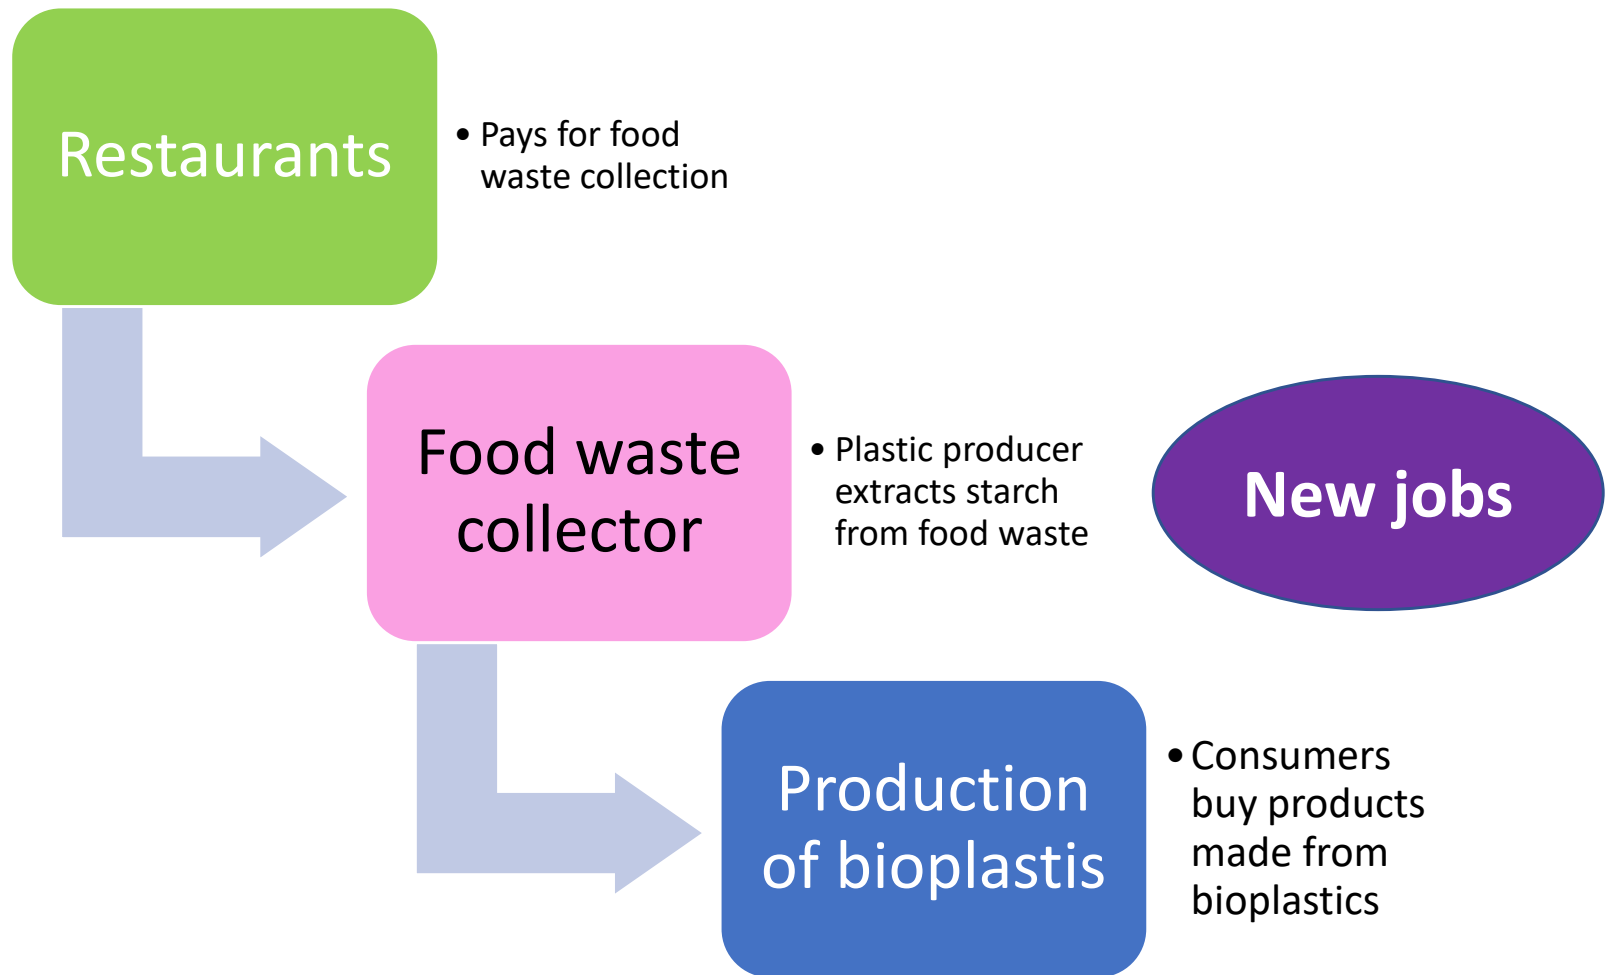 Restaurants
• Pays for food
waste collection
Food waste
collector
• Plastic producer
extracts starch
from food waste
New jobs
Production
of bioplastis
• Consumers
buy products
made from
bioplastics